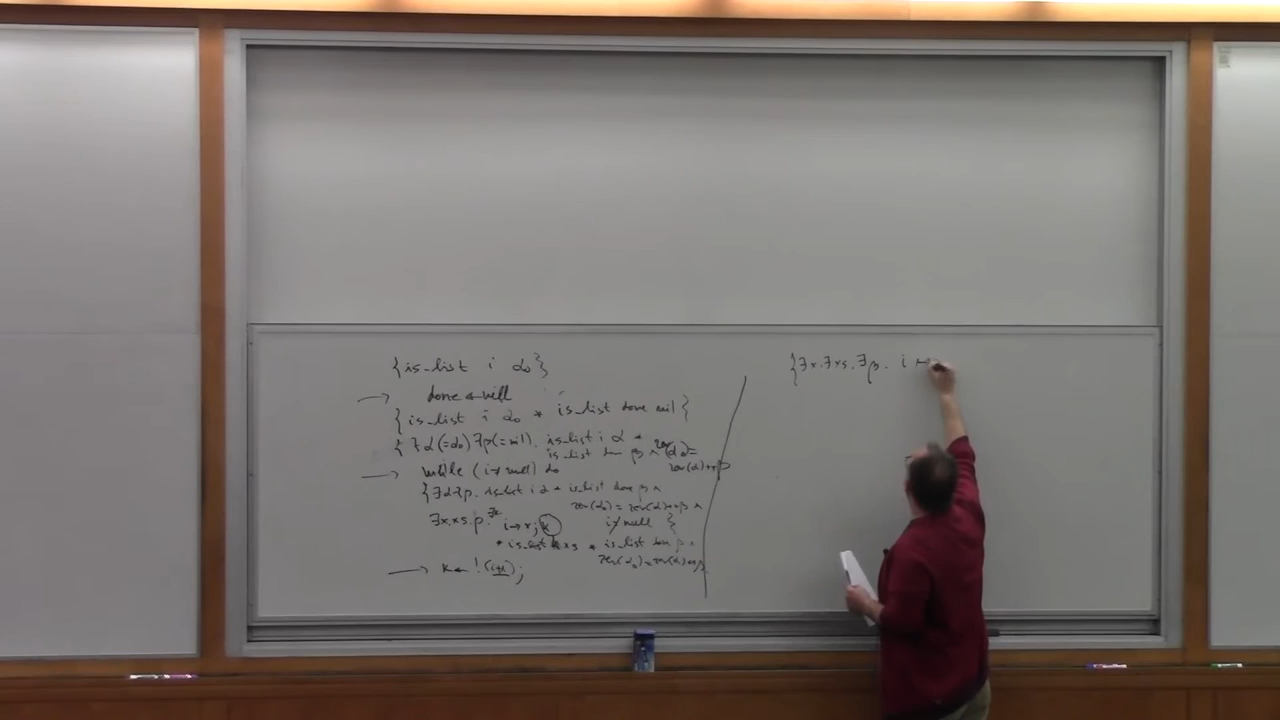 {is_list i α₀}
→ done ← null
{is_list i α₀ * is_list done nil}
{∃α(=α₀) ∃β(=nil). is_list i α *
is_list done β ∧ rev(α₀)=
rev(α)++β
→ while (i≠null) do
{∃α∃β. is_list i α * is_list done β ∧
rev(α₀) = rev(α)++β ∧
i≠null }
∃x.xs.β. ∃k i↦x,k
* is_list k xs * is_list done β ∧
rev(α₀)=rev(α)++β
→ k ← !(i+1);
{∃x.∃xs.∃β. i ↦